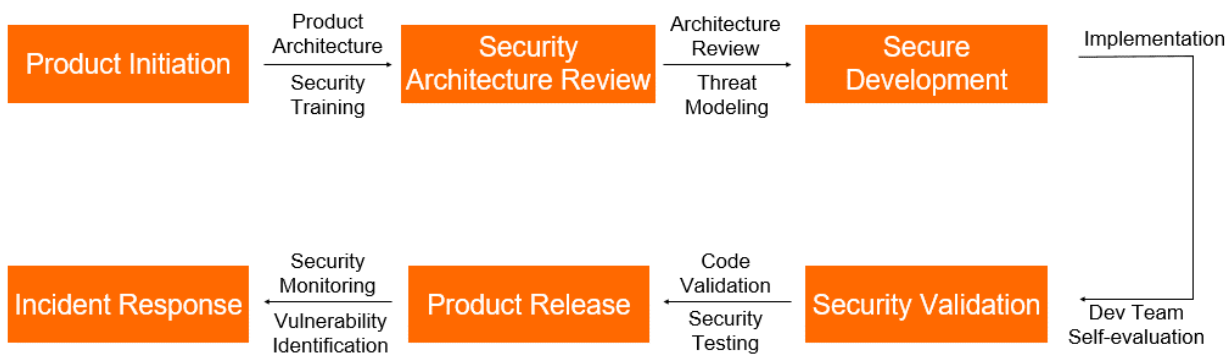 Product Initiation
Product
Architecture
Security
Training
Security
Architecture Review
Architecture
Review
Threat
Modeling
Secure
Development
Implementation
Dev Team
Self-evaluation
Security Validation
Code
Validation
Security
Testing
Product Release
Security
Monitoring
Vulnerability
Identification
Incident Response